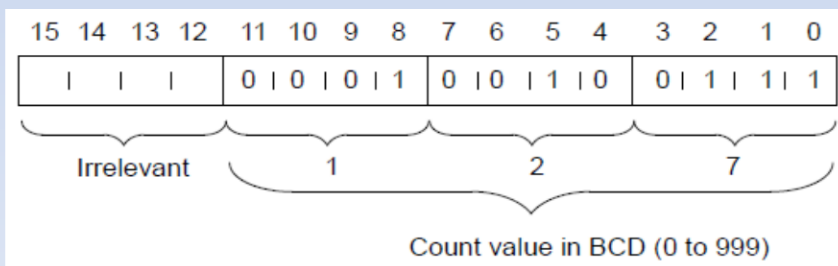 15 14 13 12 11 10 9 8 7 6 5 4 3 2 1 0
0 0 0 1 0 0 1 0 0 1 1 1
Irrelevant 1 2 7
Count value in BCD (0 to 999)